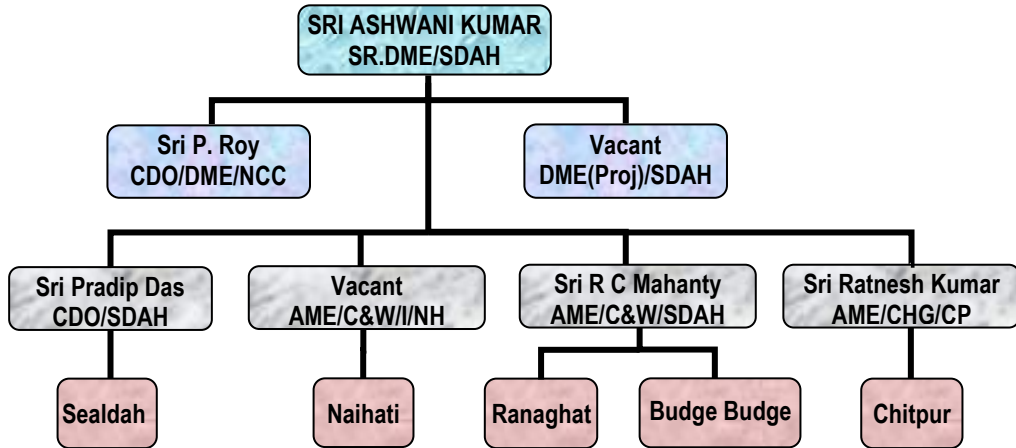 SRI ASHWANI KUMAR
SR.DME/SDAH
Sri P. Roy
CDO/DME/NCC
Vacant
DME(Proj)/SDAH
Sri Pradip Das
CDO/SDAH
Vacant
AME/C&W/I/NH
Sri R C Mahanty
AME/C&W/SDAH
Sri Ratnesh Kumar
AME/CHG/CP
Sealdah
Naihati
Ranaghat
Budge Budge
Chitpur